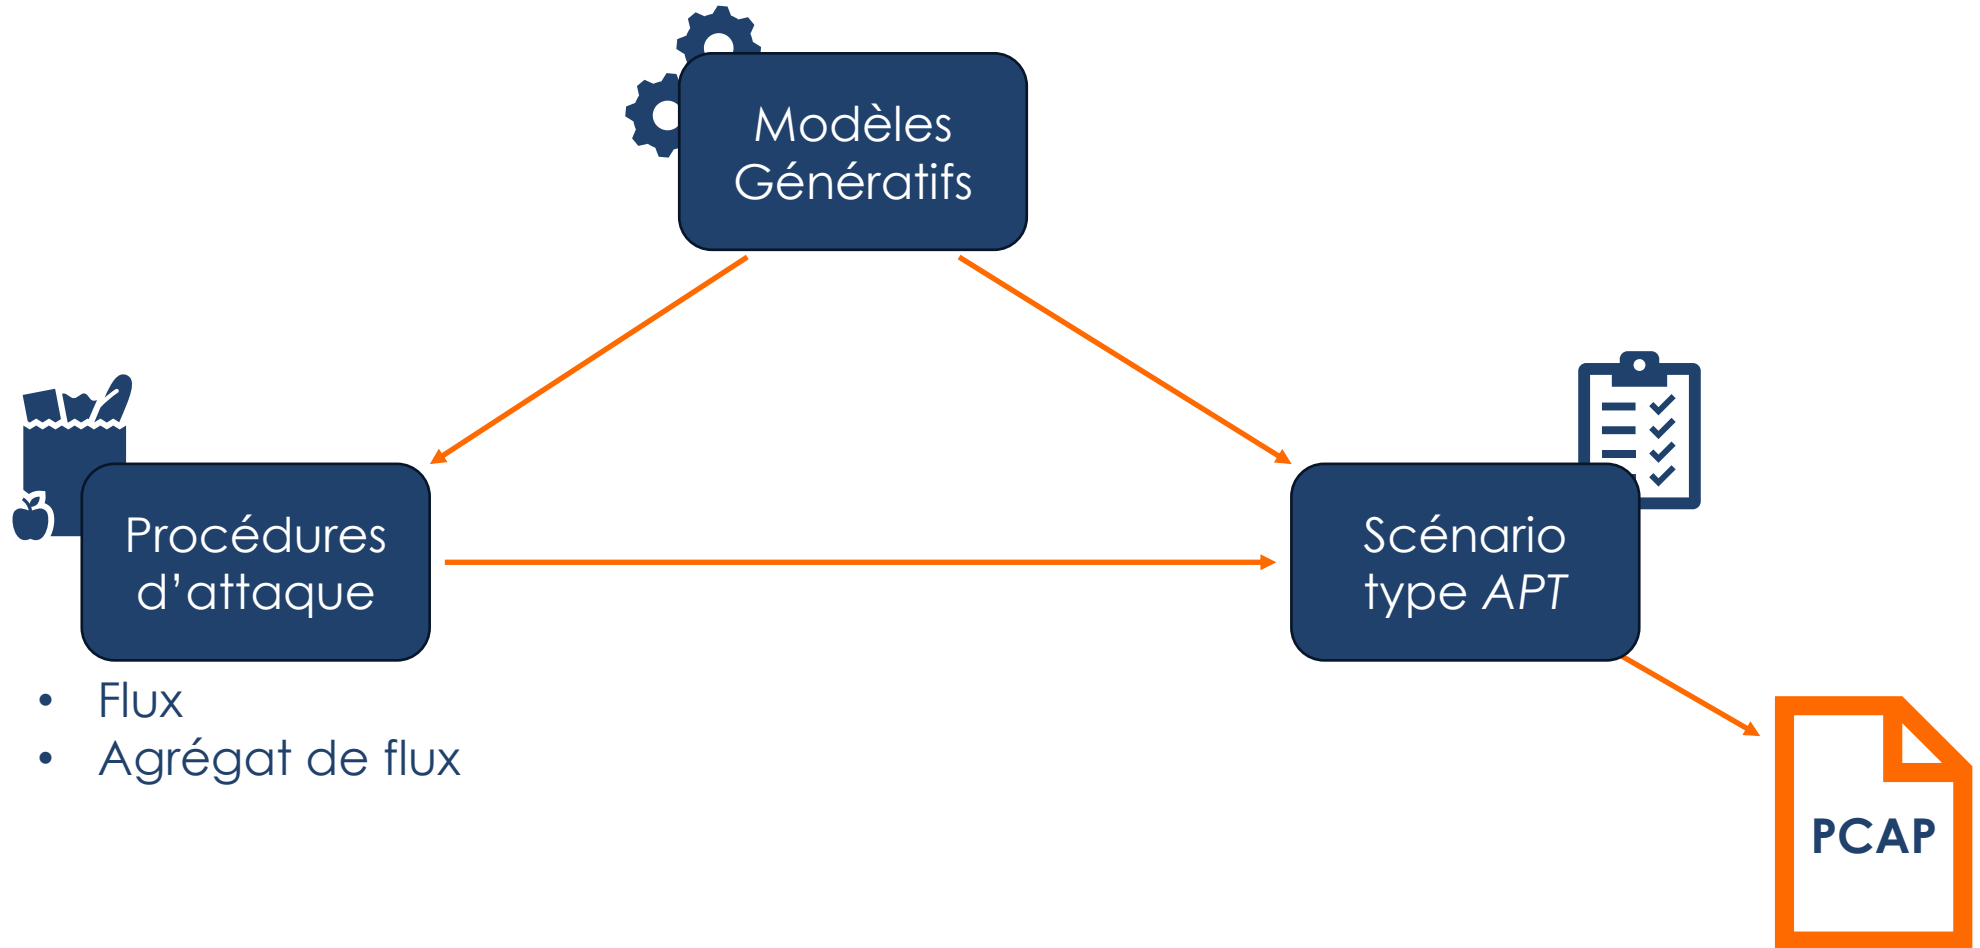 Modèles
Génératifs
Procédures
d'attaque
Scénario
type APT
• Flux
• Agrégat de flux
PCAP